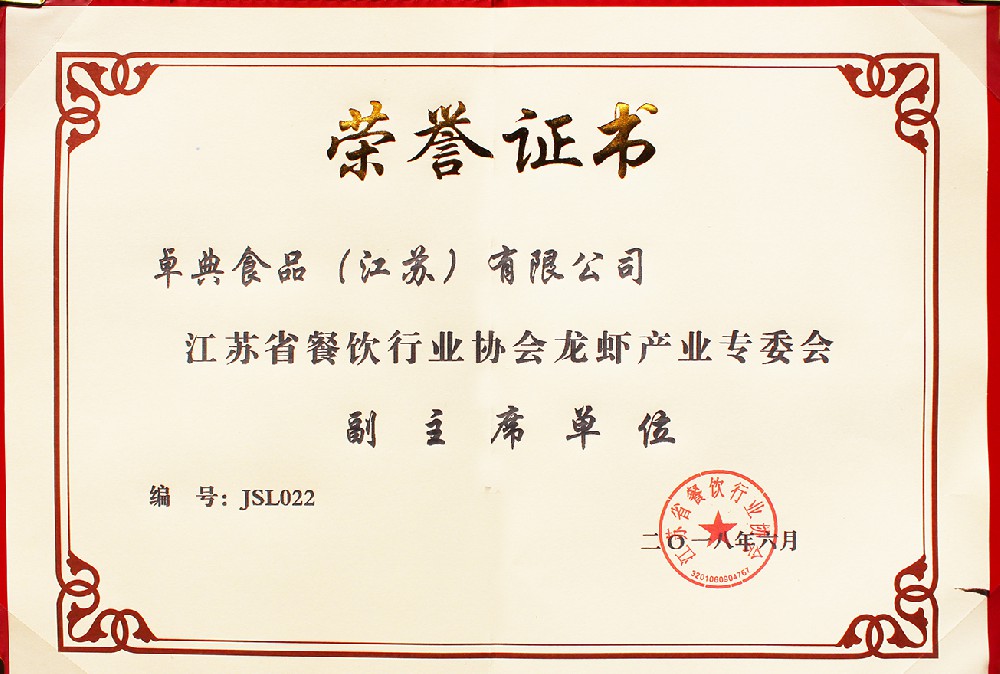 荣誉证书
卓典食品（江苏）有限公司
江苏省餐饮行业协会龙虾产业专委会
副主席单位
编 号：JSL022
江苏省餐饮行业协会
二〇一八年六月